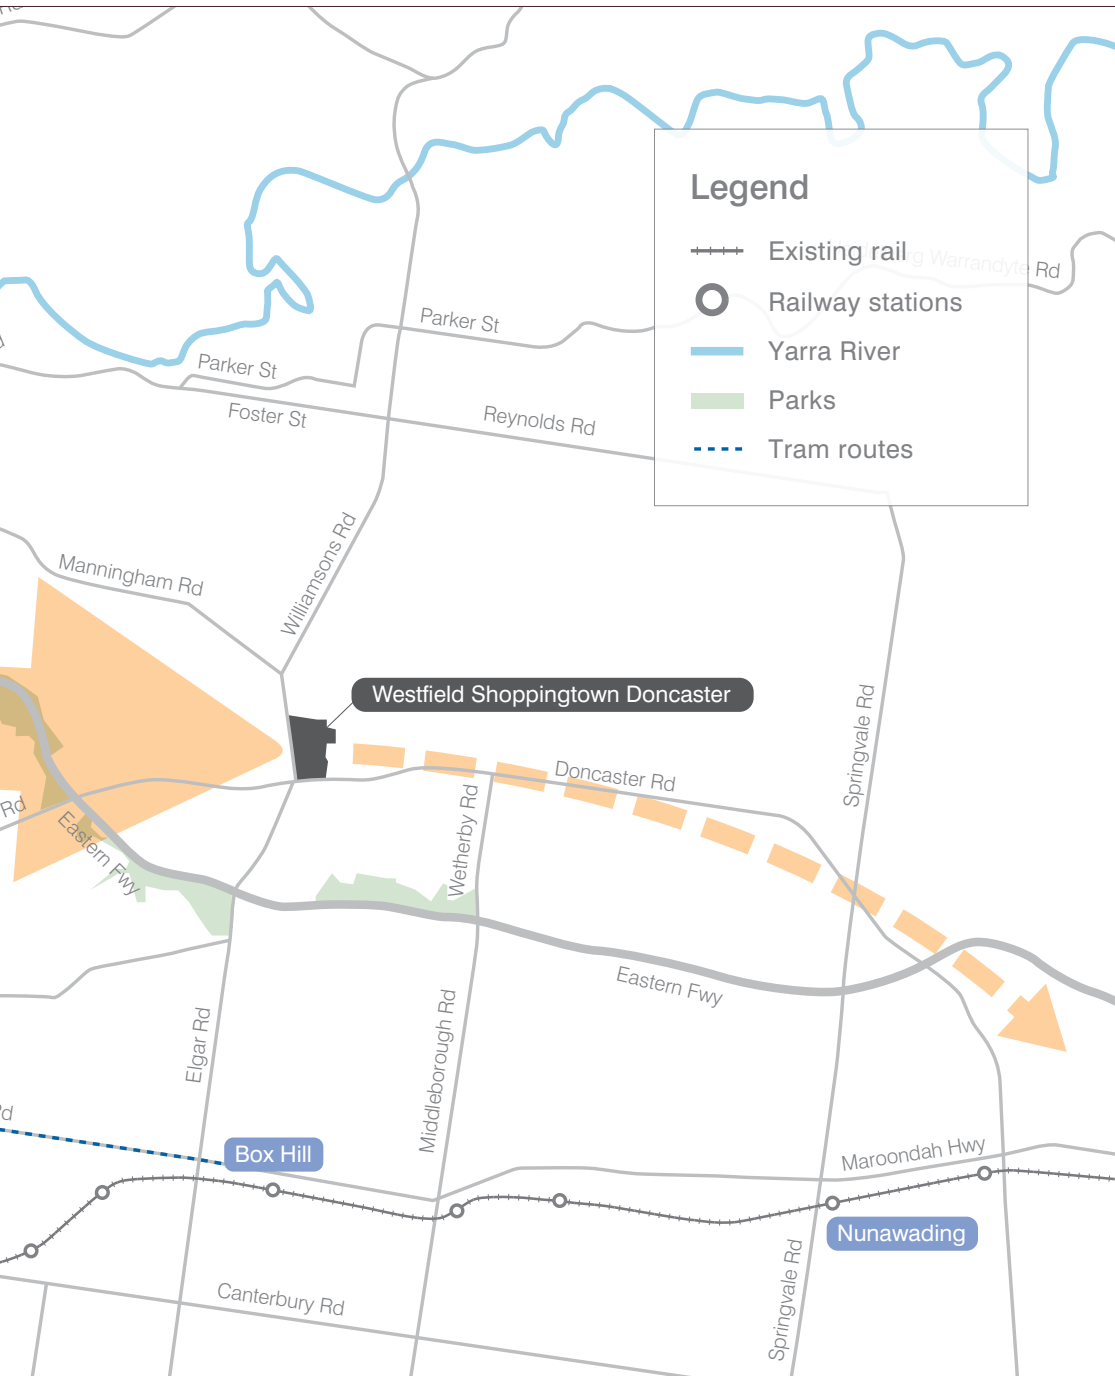 Legend
Existing rail
Warrandyte Rd
Railway stations
Yarra River
Parks
Tram routes
Parker St
Parker St
Foster St
Reynolds Rd
Manningham Rd
Williamsons Rd
Westfield Shoppingtown Doncaster
Springvale Rd
Doncaster Rd
Wetherby Rd
Rd
Eastern Fwy
Eastern Fwy
Elgar Rd
Middleborough Rd
Box Hill
Maroondah Hwy
Nunawading
Springvale Rd
Canterbury Rd